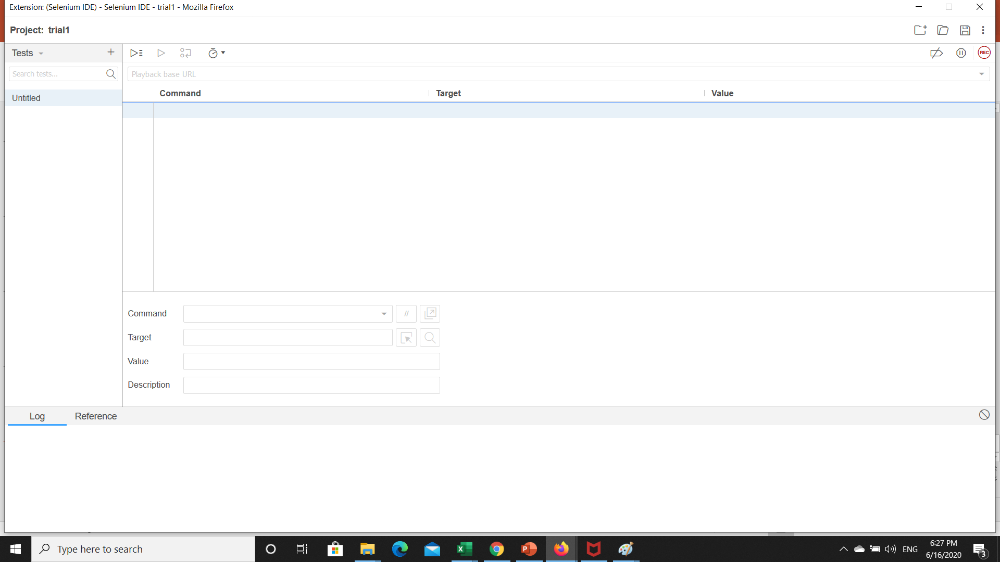 Extension: (Selenium IDE) - Selenium IDE - trial1 - Mozilla Firefox
Project: trial1
Tests
REC
Search tests...
Playback base URL
Command Target Value
Untitled
Command
//
Target
Value
Description
Log Reference
Type here to search
X
P
ENG
6:27 PM
6/16/2020
3